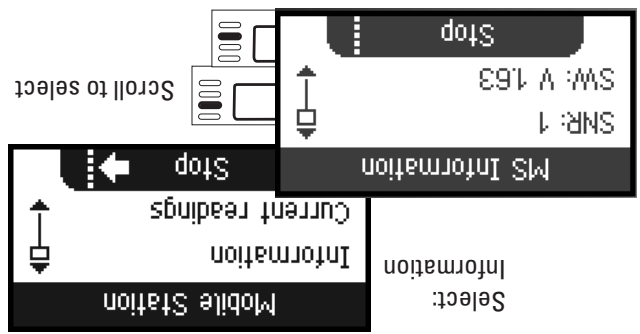 Select:
Information
Mobile Station
Information
Current readings
Stop
MS Information
SNR: 1
SW: V 1.63
Stop
Scroll to select